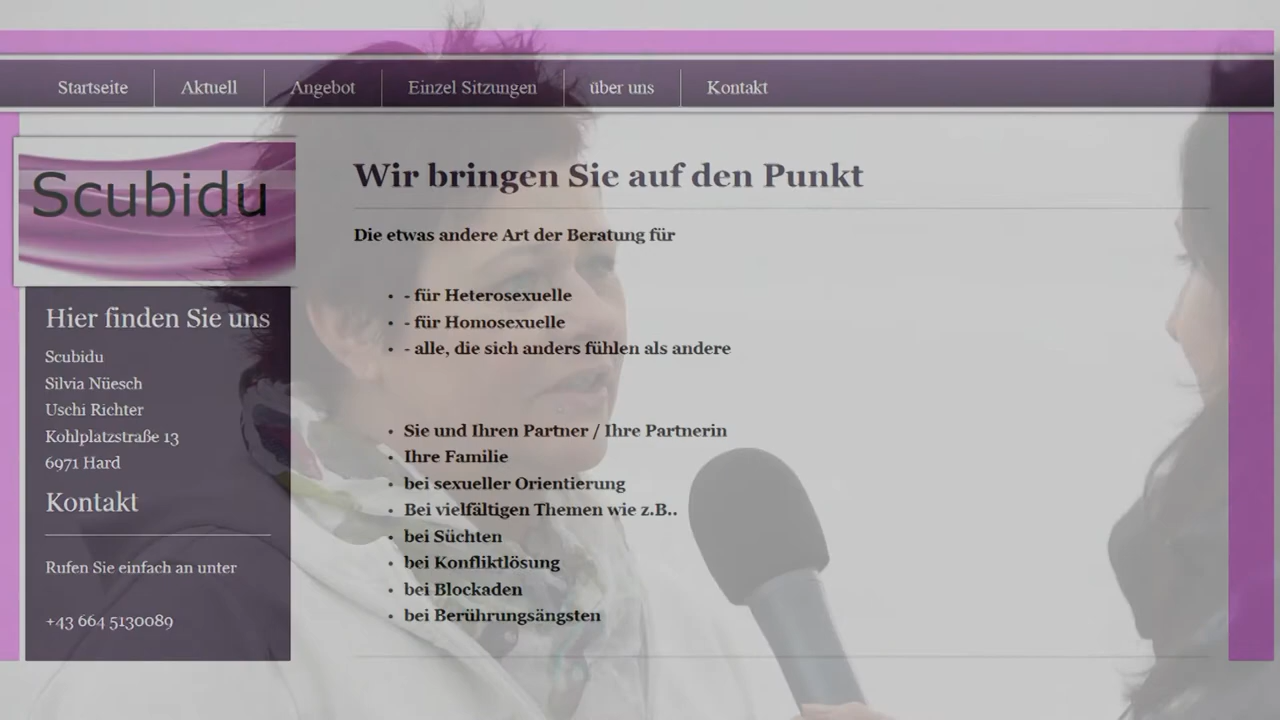 Startseite
Aktuell
Angebot
Einzel Sitzungen
über uns
Kontakt
Scubidu
Hier finden Sie uns
Scubidu
Silvia Nüesch
Uschi Richter
Kohlplatzstraße 13
6971 Hard
Kontakt
Rufen Sie einfach an unter
+43 664 5130089
Wir bringen Sie auf den Punkt
Die etwas andere Art der Beratung für
• - für Heterosexuelle
• - für Homosexuelle
• - alle, die sich anders fühlen als andere
• Sie und Ihren Partner / Ihre Partnerin
• Ihre Familie
• bei sexueller Orientierung
• Bei vielfältigen Themen wie z.B..
• bei Süchten
• bei Konfliktlösung
• bei Blockaden
• bei Berührungsängsten